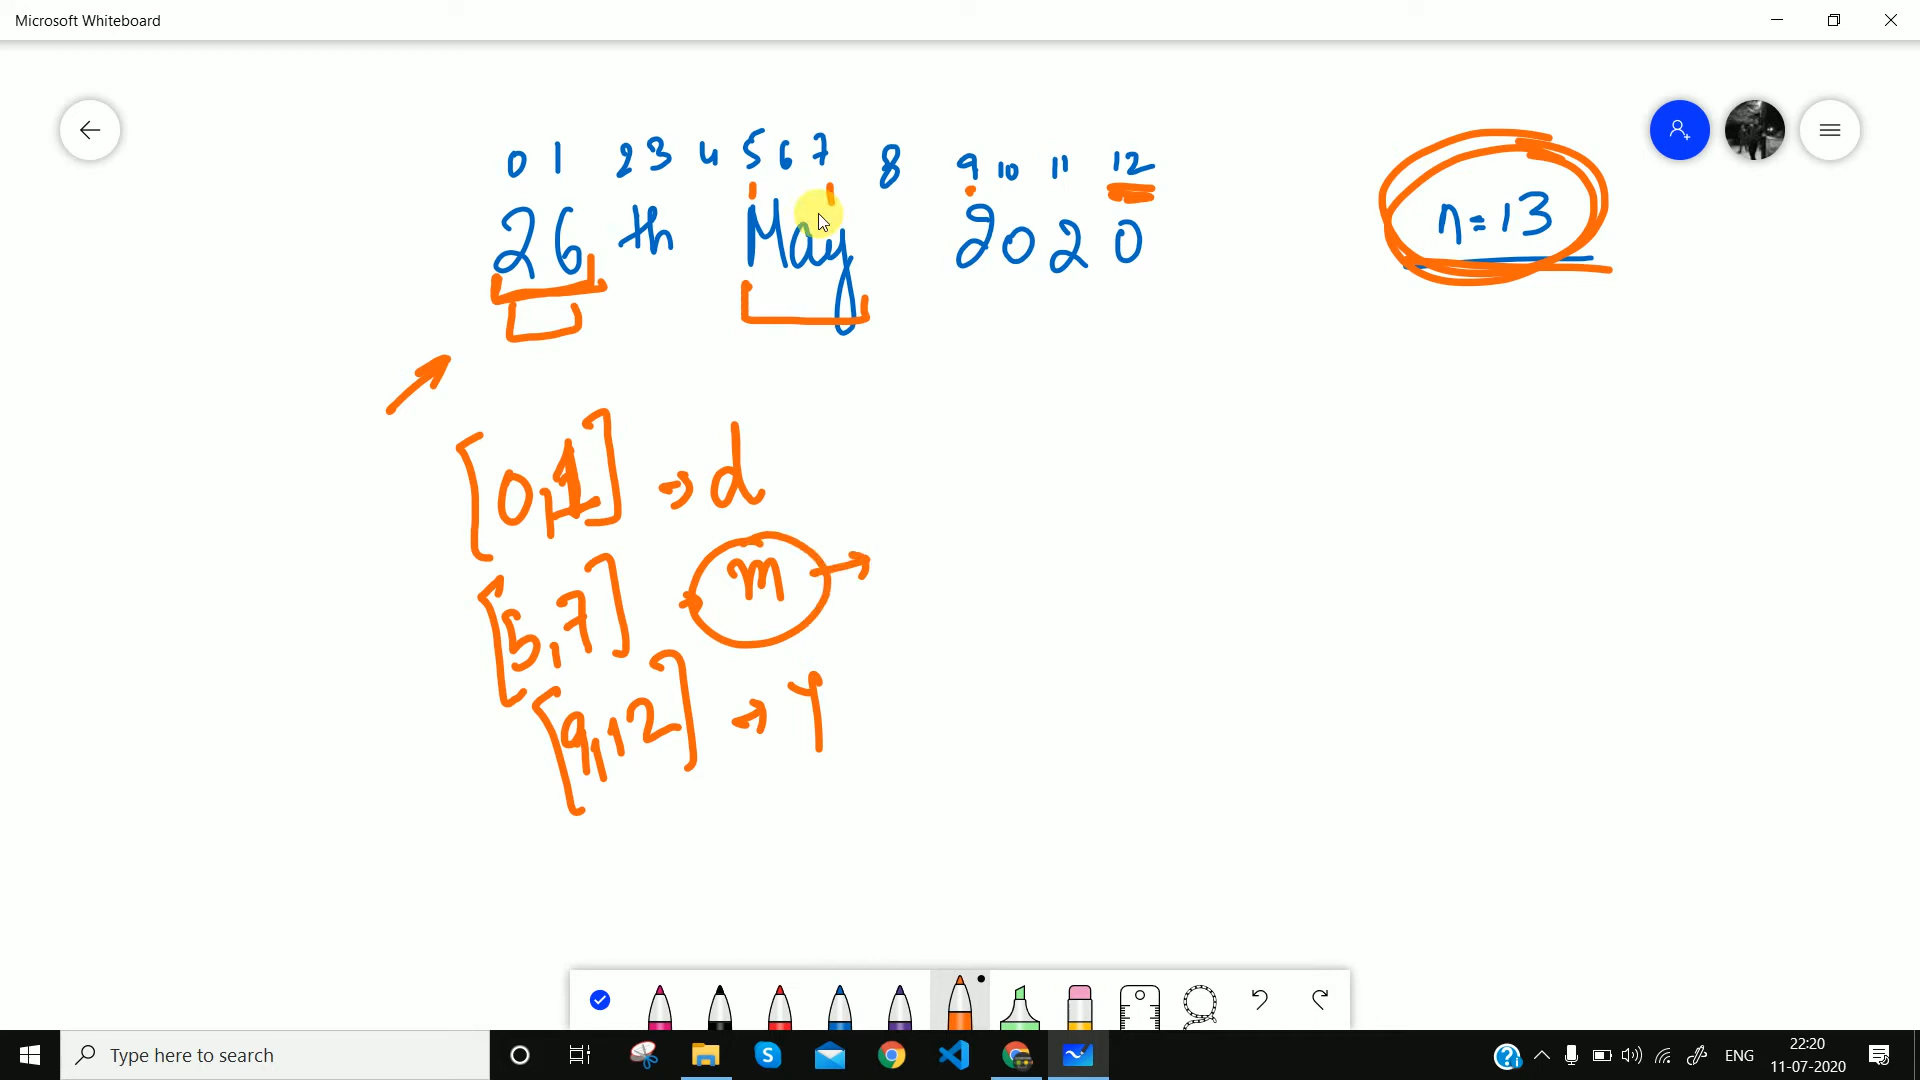 Microsoft Whiteboard
0 1 2 3 4 5 6 7 8 9 10 11 12
26 th May 2020
n=13
[0,1] → d
[5,7] → m →
[9,12] → y
Type here to search
ENG
22:20
11-07-2020